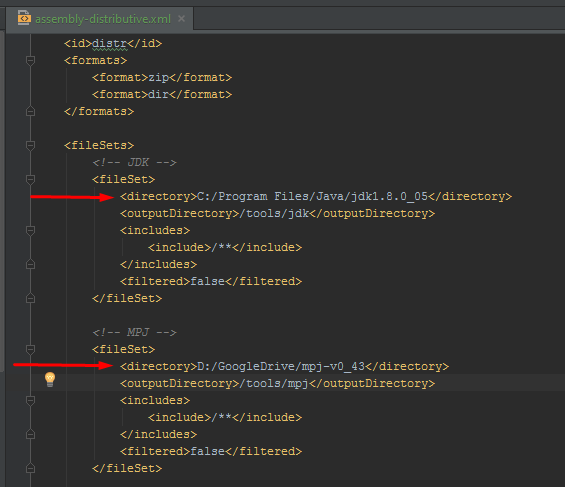 assembly-distributive.xml
<id>distr</id>
<formats>
<format>zip</format>
<format>dir</format>
</formats>
<fileSets>
<!-- JDK -->
<fileSet>
<directory>C:/Program Files/Java/jdk1.8.0_05</directory>
<outputDirectory>/tools/jdk</outputDirectory>
<includes>
<include>/**</include>
</includes>
<filtered>false</filtered>
</fileSet>
<!-- MPJ -->
<fileSet>
<directory>D:/GoogleDrive/mpj-v0_43</directory>
<outputDirectory>/tools/mpj</outputDirectory>
<includes>
<include>/**</include>
</includes>
<filtered>false</filtered>
</fileSet>